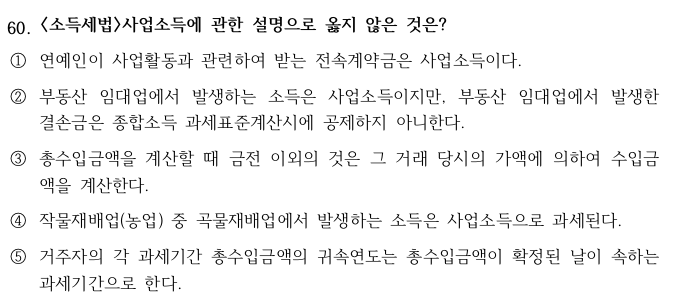 60. <소득세법>사업소득에 관한 설명으로 옳지 않은 것은?
① 연예인이 사업활동과 관련하여 받는 전속계약금은 사업소득이다.
② 부동산 임대업에서 발생하는 소득은 사업소득이지만, 부동산 임대업에서 발생한
결손금은 종합소득 과세표준계산시에 공제하지 아니한다.
③ 총수입금액을 계산할 때 금전 이외의 것은 그 거래 당시의 가액에 의하여 수입금
액을 계산한다.
④ 작물재배업(농업) 중 곡물재배업에서 발생하는 소득은 사업소득으로 과세된다.
⑤ 거주자의 각 과세기간 총수입금액의 귀속연도는 총수입금액이 확정된 날이 속하는
과세기간으로 한다.